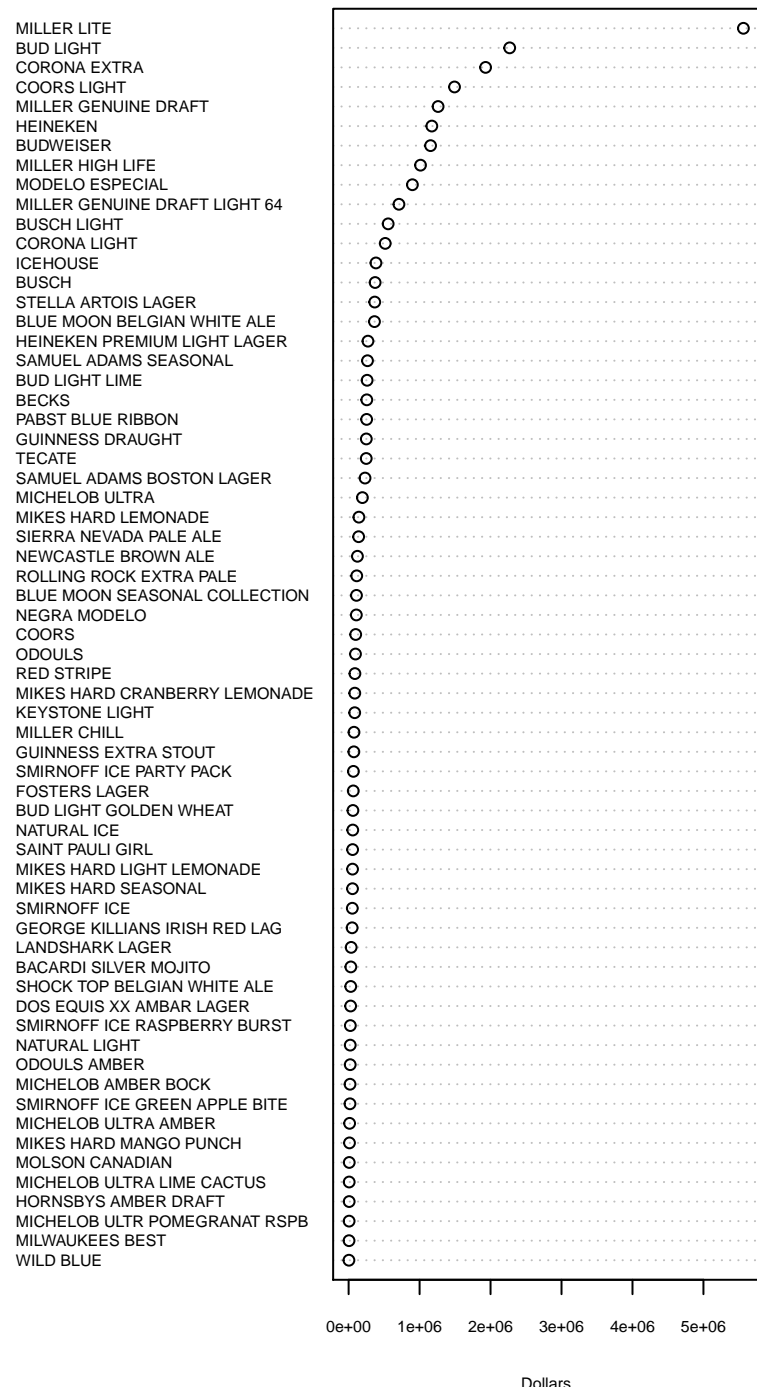 MILLER LITE
BUD LIGHT
CORONA EXTRA
COORS LIGHT
MILLER GENUINE DRAFT
HEINEKEN
BUDWEISER
MILLER HIGH LIFE
MODELO ESPECIAL
MILLER GENUINE DRAFT LIGHT 64
BUSCH LIGHT
CORONA LIGHT
ICEHOUSE
BUSCH
STELLA ARTOIS LAGER
BLUE MOON BELGIAN WHITE ALE
HEINEKEN PREMIUM LIGHT LAGER
SAMUEL ADAMS SEASONAL
BUD LIGHT LIME
BECKS
PABST BLUE RIBBON
GUINNESS DRAUGHT
TECATE
SAMUEL ADAMS BOSTON LAGER
MICHELOB ULTRA
MIKES HARD LEMONADE
SIERRA NEVADA PALE ALE
NEWCASTLE BROWN ALE
ROLLING ROCK EXTRA PALE
BLUE MOON SEASONAL COLLECTION
NEGRA MODELO
COORS
ODOULS
RED STRIPE
MIKES HARD CRANBERRY LEMONADE
KEYSTONE LIGHT
MILLER CHILL
GUINNESS EXTRA STOUT
SMIRNOFF ICE PARTY PACK
FOSTERS LAGER
BUD LIGHT GOLDEN WHEAT
NATURAL ICE
SAINT PAULI GIRL
MIKES HARD LIGHT LEMONADE
MIKES HARD SEASONAL
SMIRNOFF ICE
GEORGE KILLIANS IRISH RED LAG
LANDSHARK LAGER
BACARDI SILVER MOJITO
SHOCK TOP BELGIAN WHITE ALE
DOS EQUIS XX AMBAR LAGER
SMIRNOFF ICE RASPBERRY BURST
NATURAL LIGHT
ODOULS AMBER
MICHELOB AMBER BOCK
SMIRNOFF ICE GREEN APPLE BITE
MICHELOB ULTRA AMBER
MIKES HARD MANGO PUNCH
MOLSON CANADIAN
MICHELOB ULTRA LIME CACTUS
HORNSBYS AMBER DRAFT
MICHELOB ULTR POMEGRANAT RSPB
MILWAUKEES BEST
WILD BLUE
0e+00 1e+06 2e+06 3e+06 4e+06 5e+06
Dollars